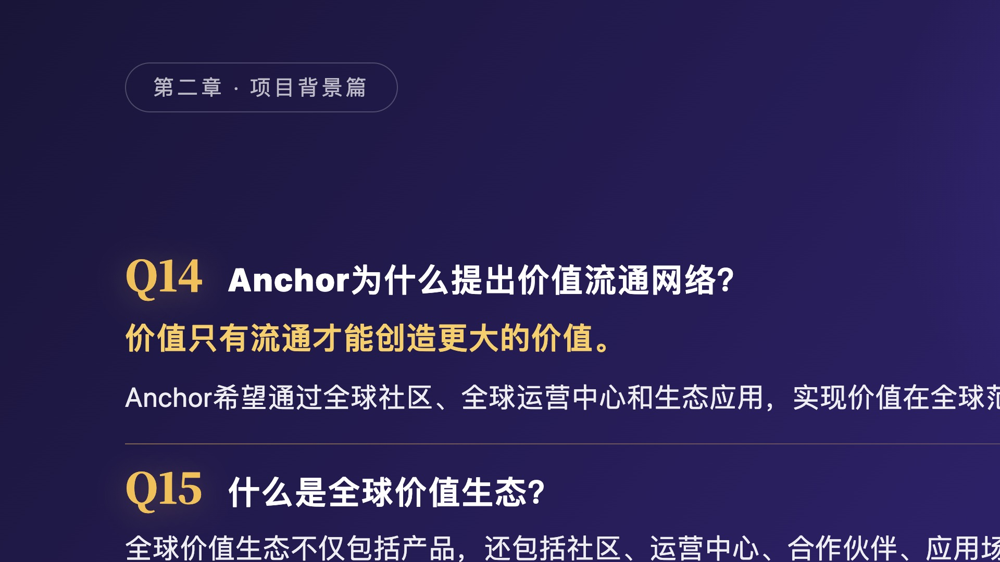 第二章 · 项目背景篇
Q14 Anchor为什么提出价值流通网络?
价值只有流通才能创造更大的价值。
Anchor希望通过全球社区、全球运营中心和生态应用，实现价值在全球范
Q15 什么是全球价值生态?
全球价值生态不仅包括产品，还包括社区、运营中心、合作伙伴、应用场